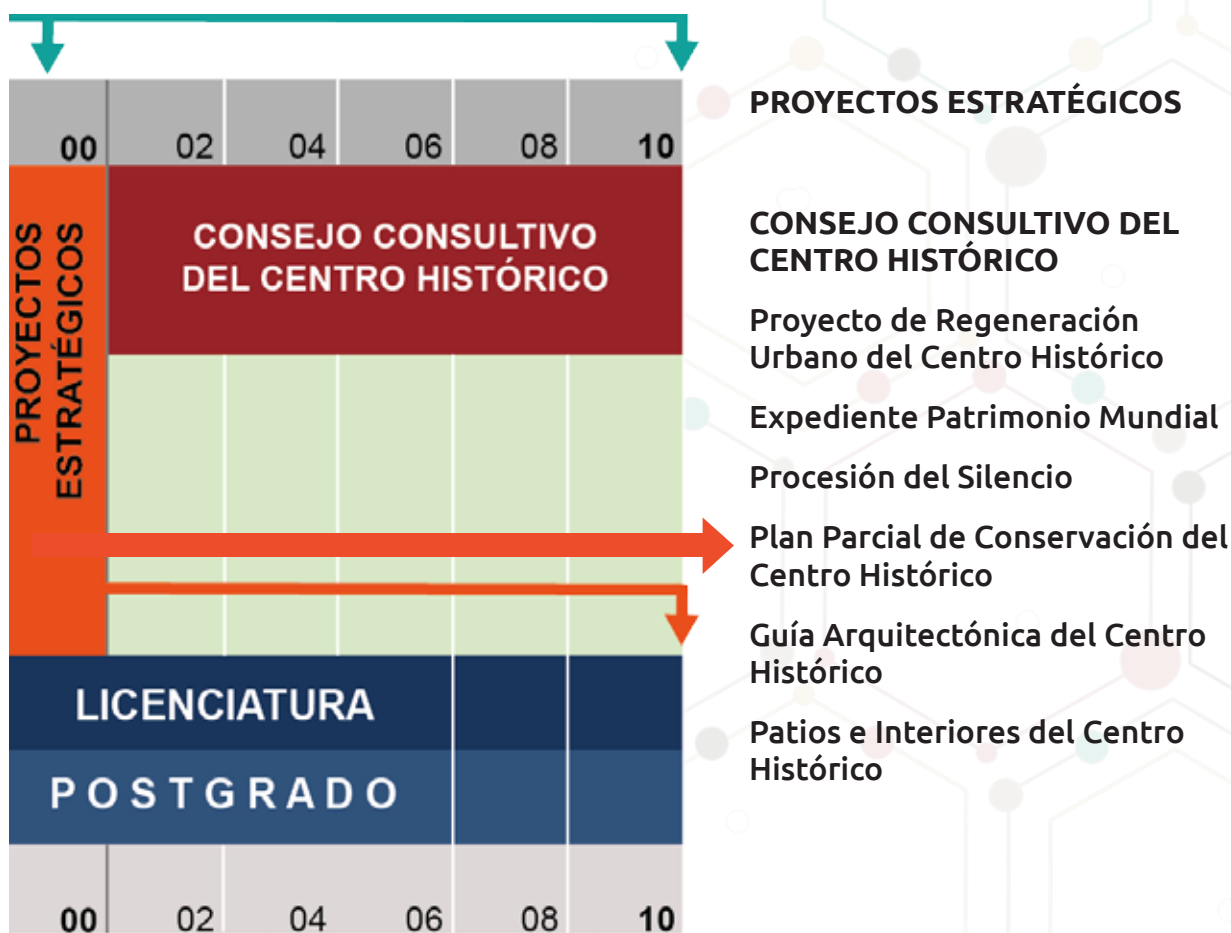 00 02 04 06 08 10
PROYECTOS
ESTRATÉGICOS
CONSEJO CONSULTIVO
DEL CENTRO HISTÓRICO
LICENCIATURA
POSTGRADO
00 02 04 06 08 10
PROYECTOS ESTRATÉGICOS
CONSEJO CONSULTIVO DEL
CENTRO HISTÓRICO
Proyecto de Regeneración
Urbano del Centro Histórico
Expediente Patrimonio Mundial
Procesión del Silencio
Plan Parcial de Conservación del
Centro Histórico
Guía Arquitectónica del Centro
Histórico
Patios e Interiores del Centro
Histórico